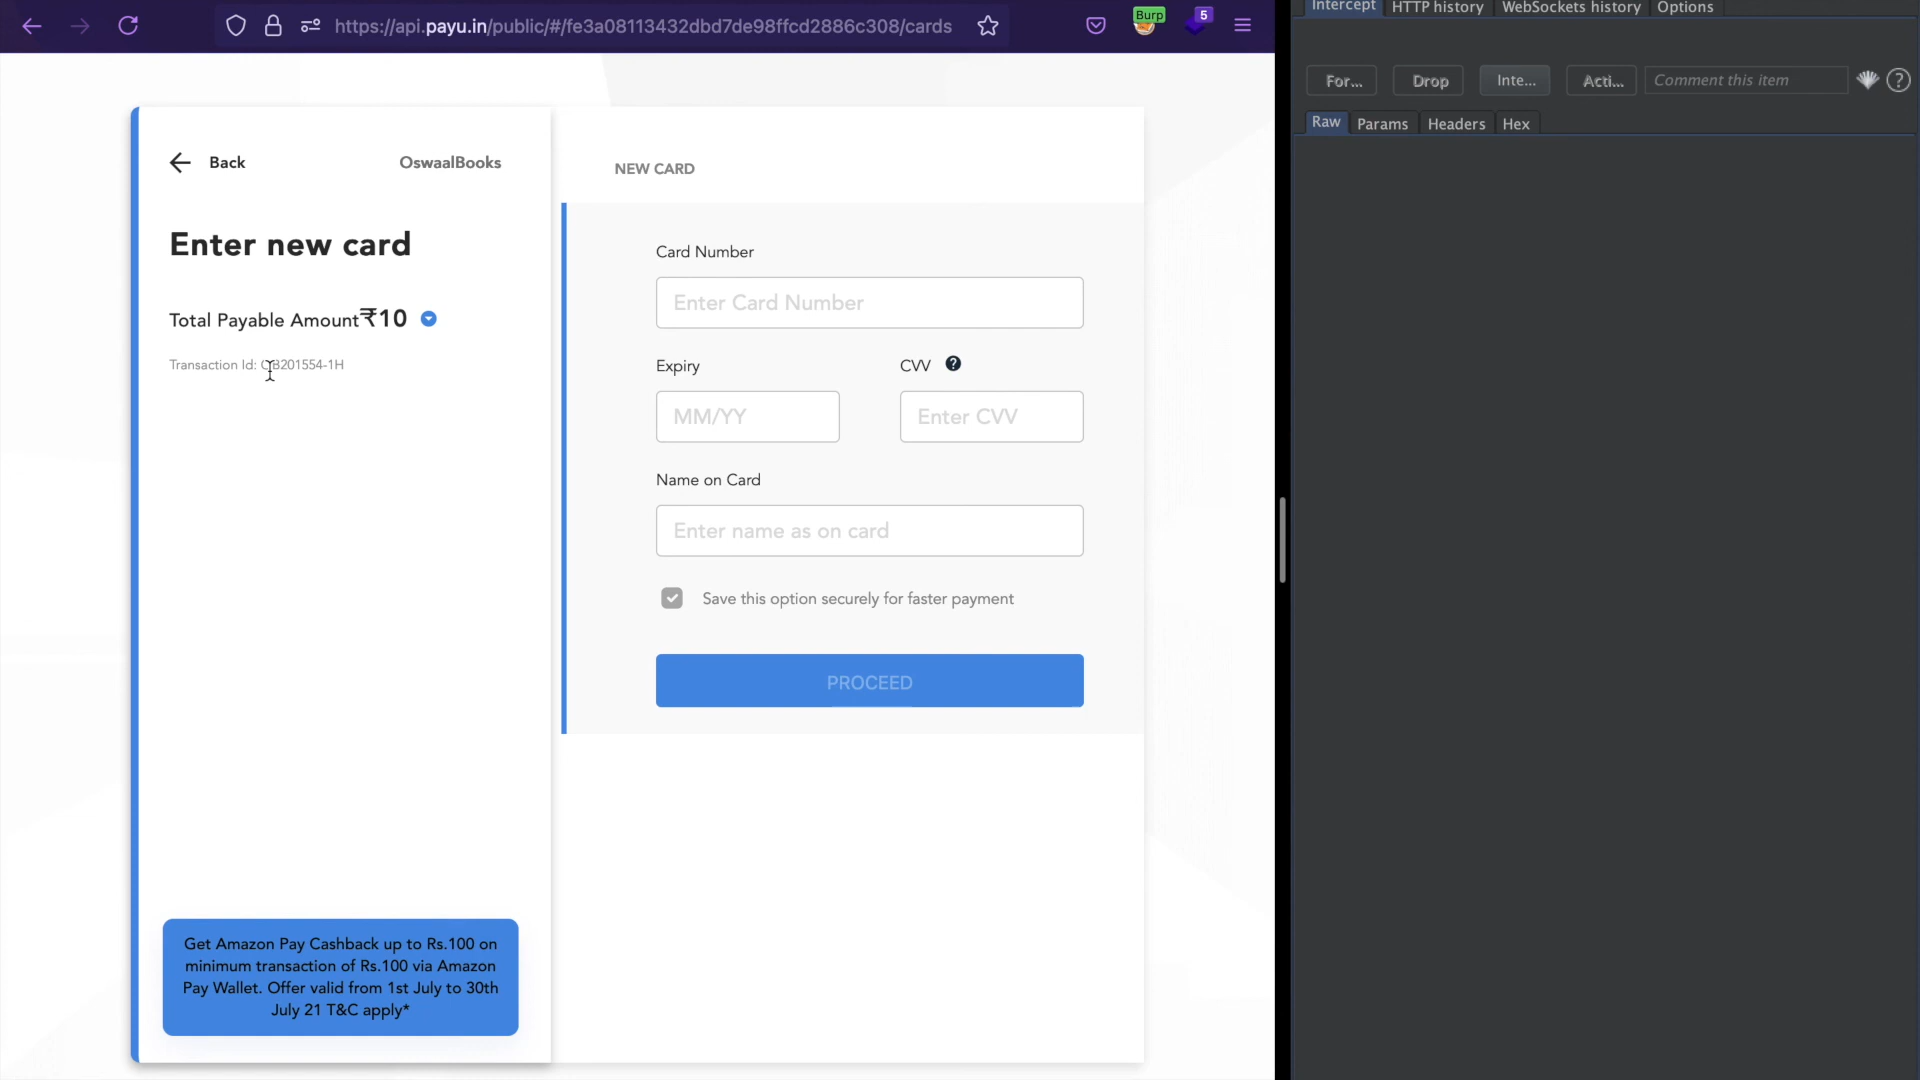 https://api.payu.in/public/#/fe3a08113432dbd7de98ffcd2886c308/cards
Burp
5
Back
OswaalBooks
Enter new card
Total Payable Amount₹10
Transaction Id: OB201554-1H
Get Amazon Pay Cashback up to Rs.100 on
minimum transaction of Rs.100 via Amazon
Pay Wallet. Offer valid from 1st July to 30th
July 21 T&C apply*
NEW CARD
Card Number
Enter Card Number
Expiry
CVV ?
MM/YY
Enter CVV
Name on Card
Enter name as on card
Save this option securely for faster payment
PROCEED
Intercept
HTTP history
WebSockets history
Options
For...
Drop
Inte...
Acti...
Comment this item
?
Raw
Params
Headers
Hex